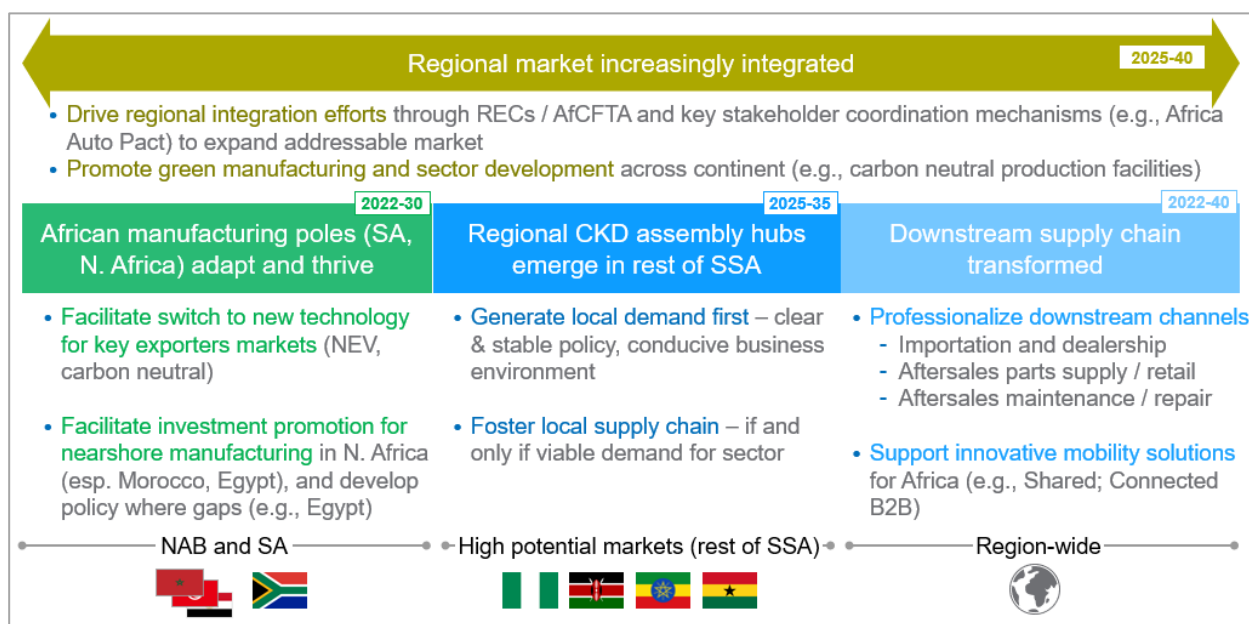 2025-40
Regional market increasingly integrated
• Drive regional integration efforts through RECs / AfCFTA and key stakeholder coordination mechanisms (e.g., Africa
Auto Pact) to expand addressable market
• Promote green manufacturing and sector development across continent (e.g., carbon neutral production facilities)
2022-30
African manufacturing poles (SA,
N. Africa) adapt and thrive
• Facilitate switch to new technology
for key exporters markets (NEV,
carbon neutral)
• Facilitate investment promotion for
nearshore manufacturing in N. Africa
(esp. Morocco, Egypt), and develop
policy where gaps (e.g., Egypt)
NAB and SA
2025-35
Regional CKD assembly hubs
emerge in rest of SSA
• Generate local demand first – clear
& stable policy, conducive business
environment
• Foster local supply chain – if and
only if viable demand for sector
High potential markets (rest of SSA)
2022-40
Downstream supply chain
transformed
• Professionalize downstream channels
- Importation and dealership
- Aftersales parts supply / retail
- Aftersales maintenance / repair
• Support innovative mobility solutions
for Africa (e.g., Shared; Connected
B2B)
Region-wide